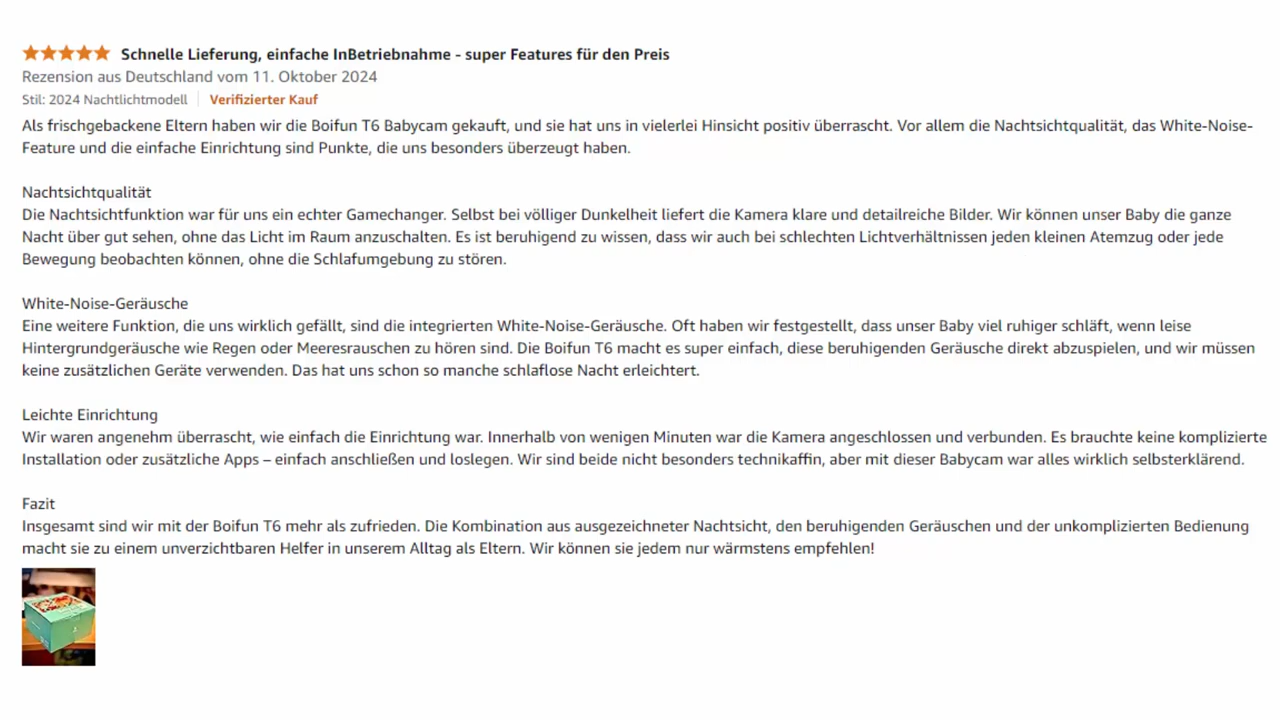 Schnelle Lieferung, einfache InBetriebnahme - super Features für den Preis
Rezension aus Deutschland vom 11. Oktober 2024
Stil: 2024 Nachtlichtmodell Verifizierter Kauf
Als frischgebackene Eltern haben wir die Boifun T6 Babycam gekauft, und sie hat uns in vielerlei Hinsicht positiv überrascht. Vor allem die Nachtsichtqualität, das White-Noise-
Feature und die einfache Einrichtung sind Punkte, die uns besonders überzeugt haben.
Nachtsichtqualität
Die Nachtsichtfunktion war für uns ein echter Gamechanger. Selbst bei völliger Dunkelheit liefert die Kamera klare und detailreiche Bilder. Wir können unser Baby die ganze
Nacht über gut sehen, ohne das Licht im Raum anzuschalten. Es ist beruhigend zu wissen, dass wir auch bei schlechten Lichtverhältnissen jeden kleinen Atemzug oder jede
Bewegung beobachten können, ohne die Schlafumgebung zu stören.
White-Noise-Geräusche
Eine weitere Funktion, die uns wirklich gefällt, sind die integrierten White-Noise-Geräusche. Oft haben wir festgestellt, dass unser Baby viel ruhiger schläft, wenn leise
Hintergrundgeräusche wie Regen oder Meeresrauschen zu hören sind. Die Boifun T6 macht es super einfach, diese beruhigenden Geräusche direkt abzuspielen, und wir müssen
keine zusätzlichen Geräte verwenden. Das hat uns schon so manche schlaflose Nacht erleichtert.
Leichte Einrichtung
Wir waren angenehm überrascht, wie einfach die Einrichtung war. Innerhalb von wenigen Minuten war die Kamera angeschlossen und verbunden. Es brauchte keine komplizierte
Installation oder zusätzliche Apps – einfach anschließen und loslegen. Wir sind beide nicht besonders technikaffin, aber mit dieser Babycam war alles wirklich selbsterklärend.
Fazit
Insgesamt sind wir mit der Boifun T6 mehr als zufrieden. Die Kombination aus ausgezeichneter Nachtsicht, den beruhigenden Geräuschen und der unkomplizierten Bedienung
macht sie zu einem unverzichtbaren Helfer in unserem Alltag als Eltern. Wir können sie jedem nur wärmstens empfehlen!